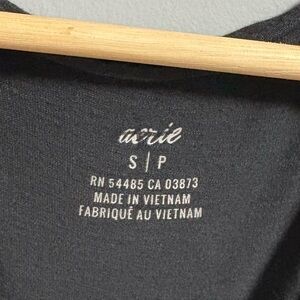 aerie
S | P
RN 54485 CA 03873
MADE IN VIETNAM
FABRIQUÉ AU VIETNAM